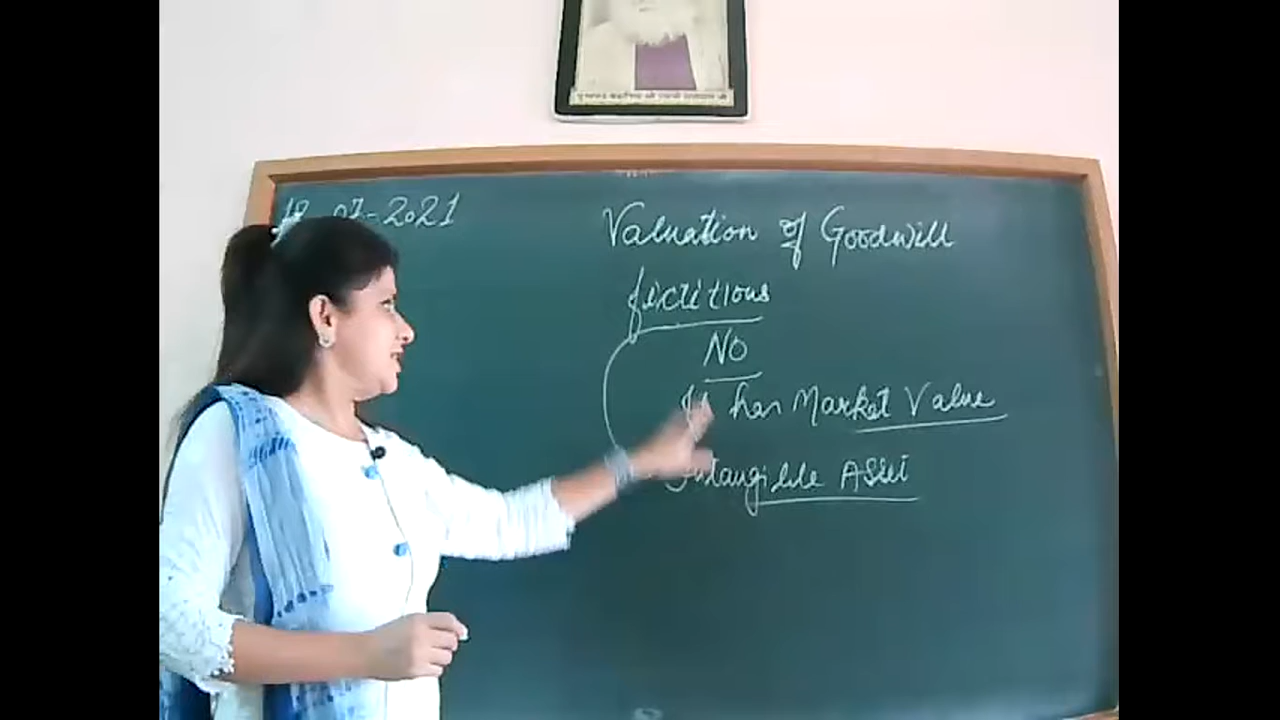 18-07-2021
Valuation of Goodwill
fictitious
NO
It has Market Value
Intangible Asset